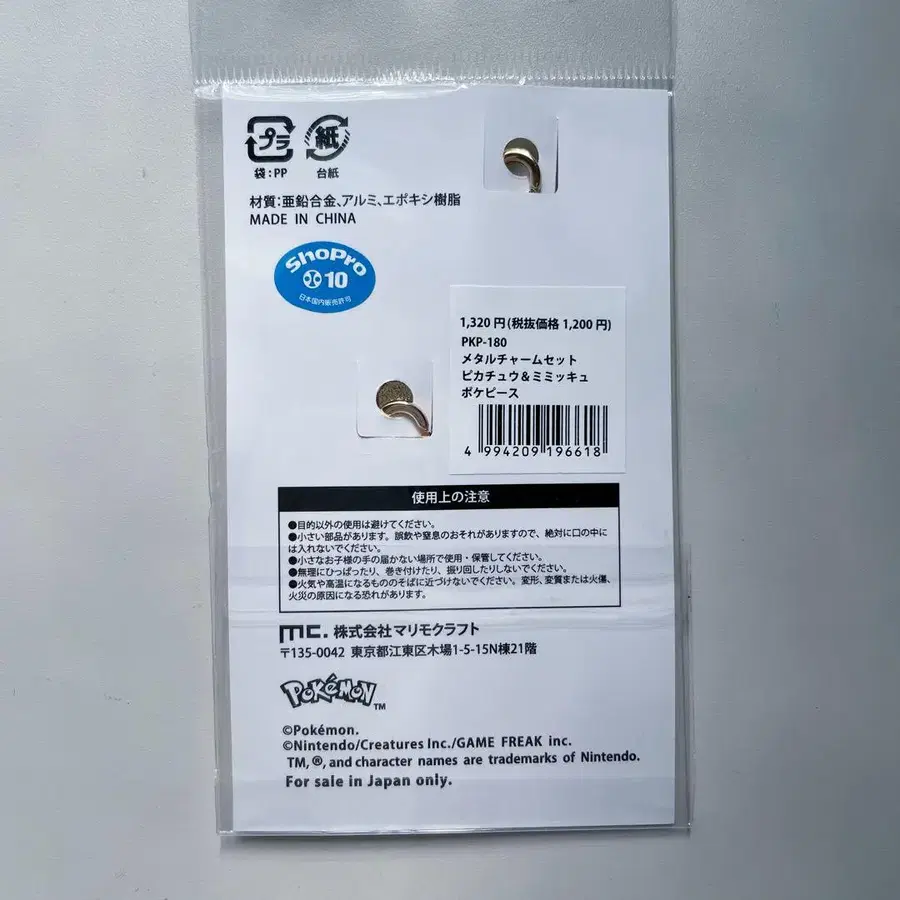 プラ
紙
袋:PP
台紙
材質:亜鉛合金、アルミ、エポキシ樹脂
MADE IN CHINA
ShoPro
10
日本国内販売許可
1,320円(税抜価格 1,200円)
PKP-180
メタルチャームセット
ピカチュウ&ミミッキュ
ポケピース
4 994209 196618
使用上の注意
●目的以外の使用は避けてください。
●小さい部品があります。誤飲や窒息のおそれがありますので、絶対に口の中に
は入れないでください。
●小さなお子様の手の届かない場所で使用・保管してください。
●無理にひっぱったり、巻き付けたり、振り回したりしないでください。
●火気や高温になるもののそばに近づけないでください。変形、変質または火傷、
火災の原因になる恐れがあります。
mc. 株式会社マリモクラフト
〒135-0042 東京都江東区木場1-5-15N棟21階
POKéMON TM
©Pokémon.
©Nintendo/Creatures Inc./GAME FREAK inc.
TM, ®, and character names are trademarks of Nintendo.
For sale in Japan only.